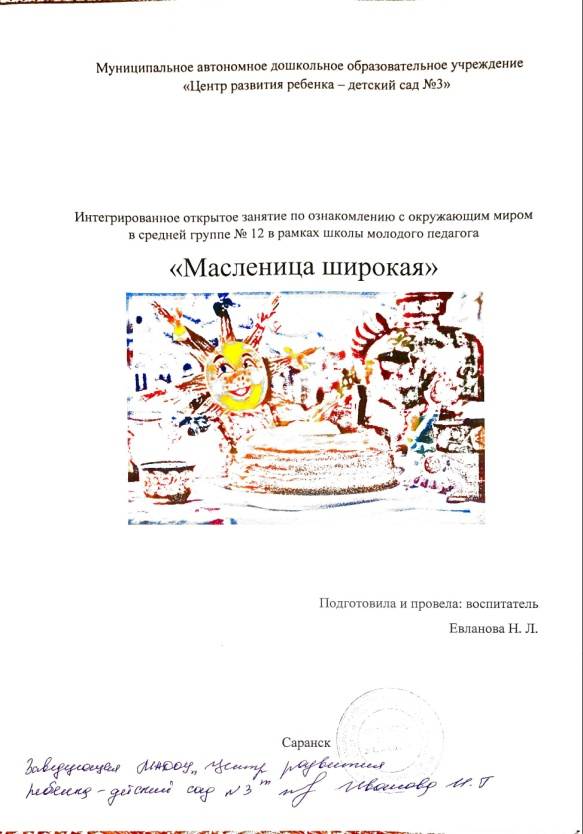 Муниципальное автономное дошкольное образовательное учреждение
«Центр развития ребенка – детский сад №3»
Интегрированное открытое занятие по ознакомлению с окружающим миром
в средней группе № 12 в рамках школы молодого педагога
«Масленица широкая»
Подготовила и провела: воспитатель
Евланова Н. Л.
Саранск
Заведующая МАДОУ „Центр развития
ребенка – детский сад №3"